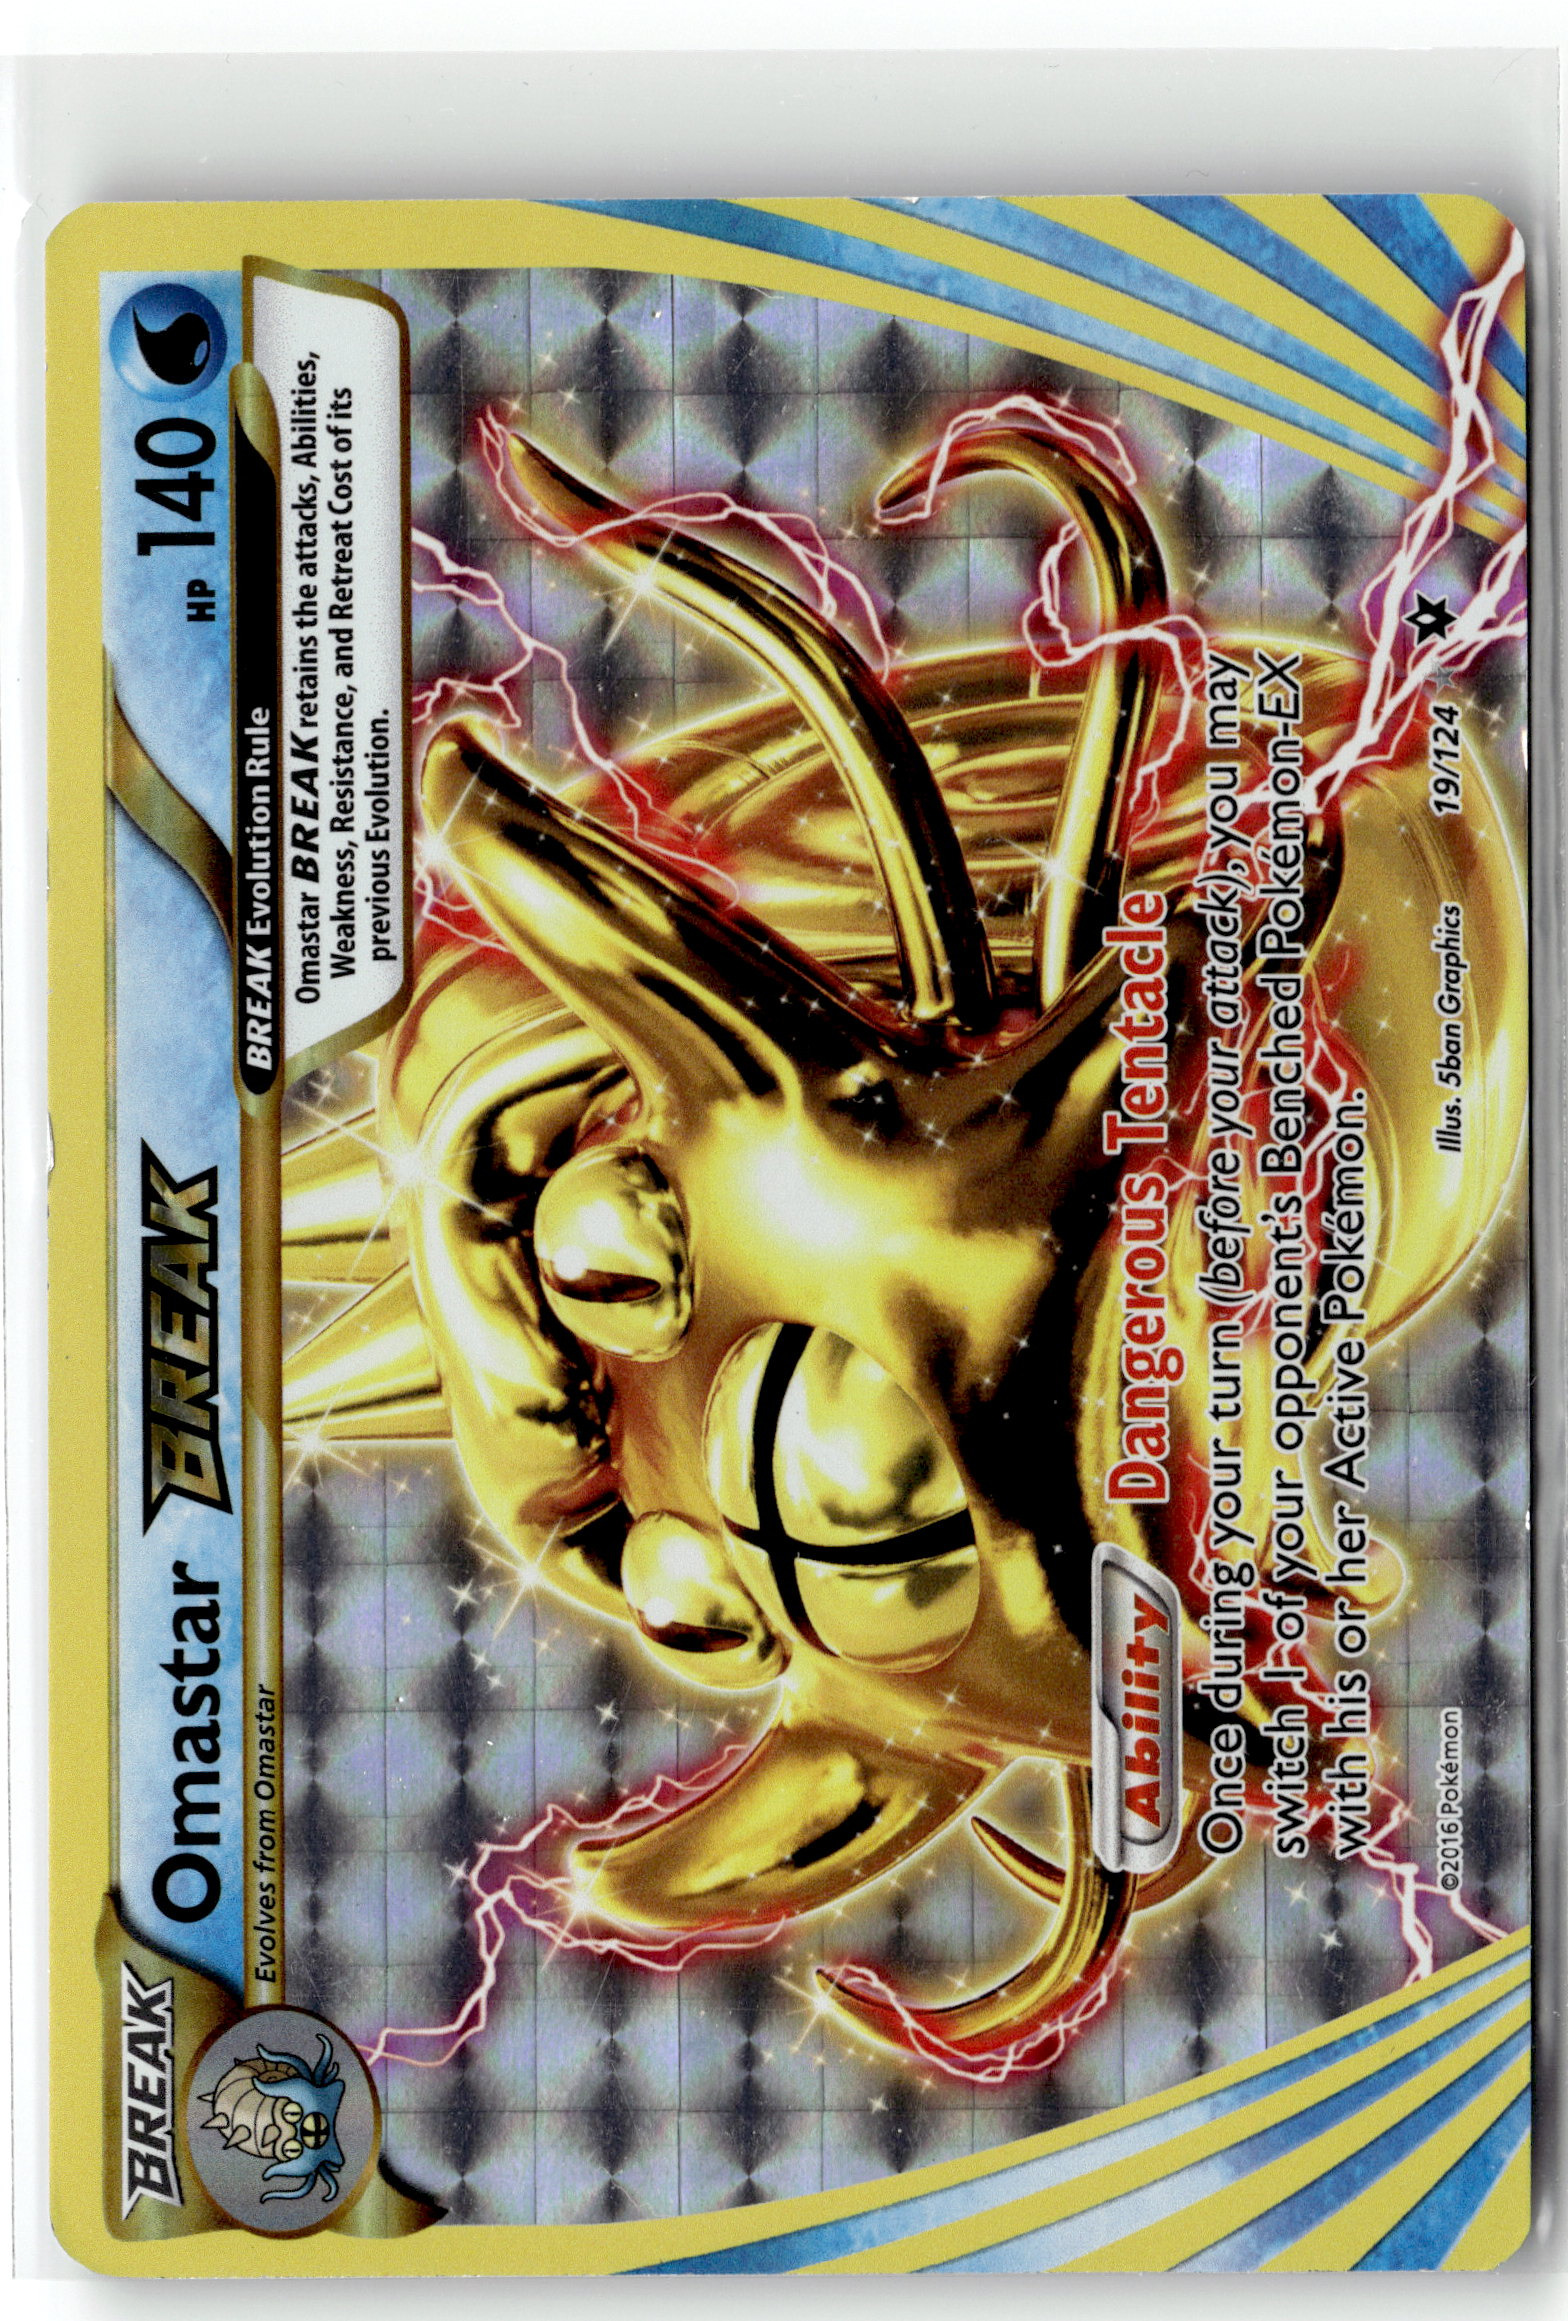 BREAK
Omastar BREAK HP 140
Evolves from Omastar
BREAK Evolution Rule
Omastar BREAK retains the attacks, Abilities,
Weakness, Resistance, and Retreat Cost of its
previous Evolution.
Ability Dangerous Tentacle
Once during your turn (before your attack), you may
switch 1 of your opponent's Benched Pokémon-EX
with his or her Active Pokémon.
©2016 Pokémon Illus. 5ban Graphics 19/124